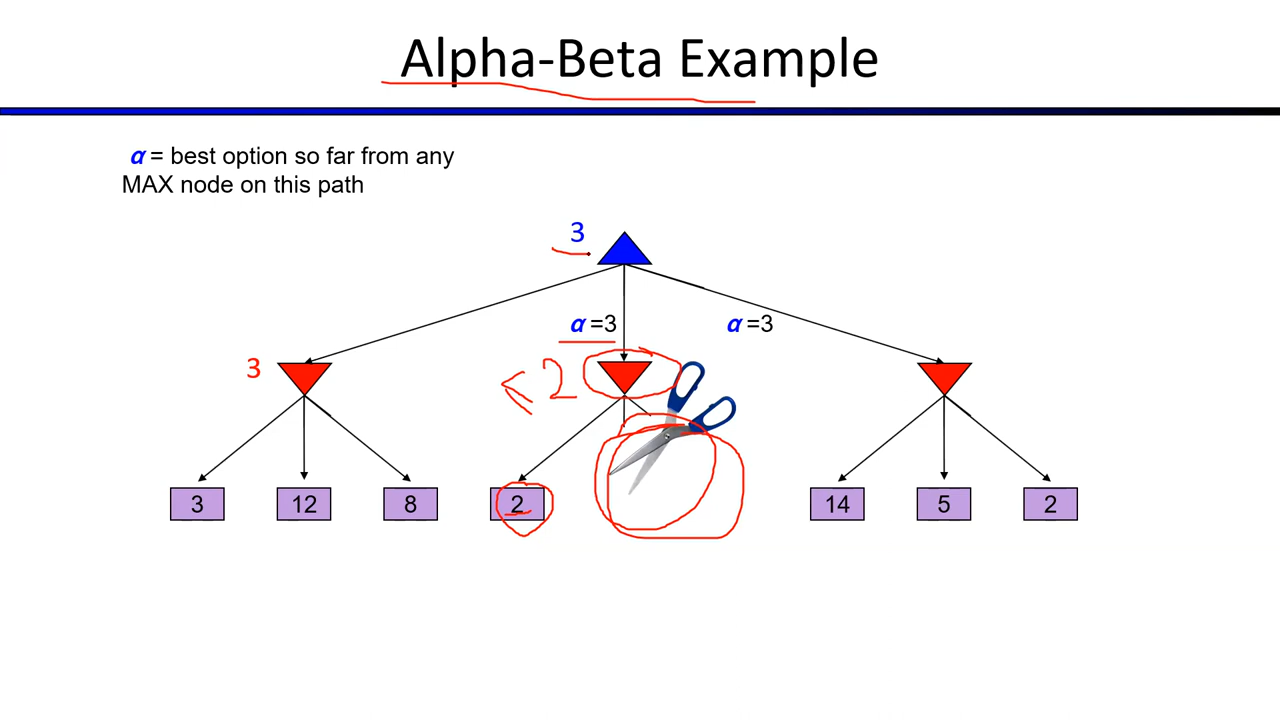 Alpha-Beta Example
α = best option so far from any
MAX node on this path
3
α =3
α =3
3
≤ 2
3
12
8
2
14
5
2